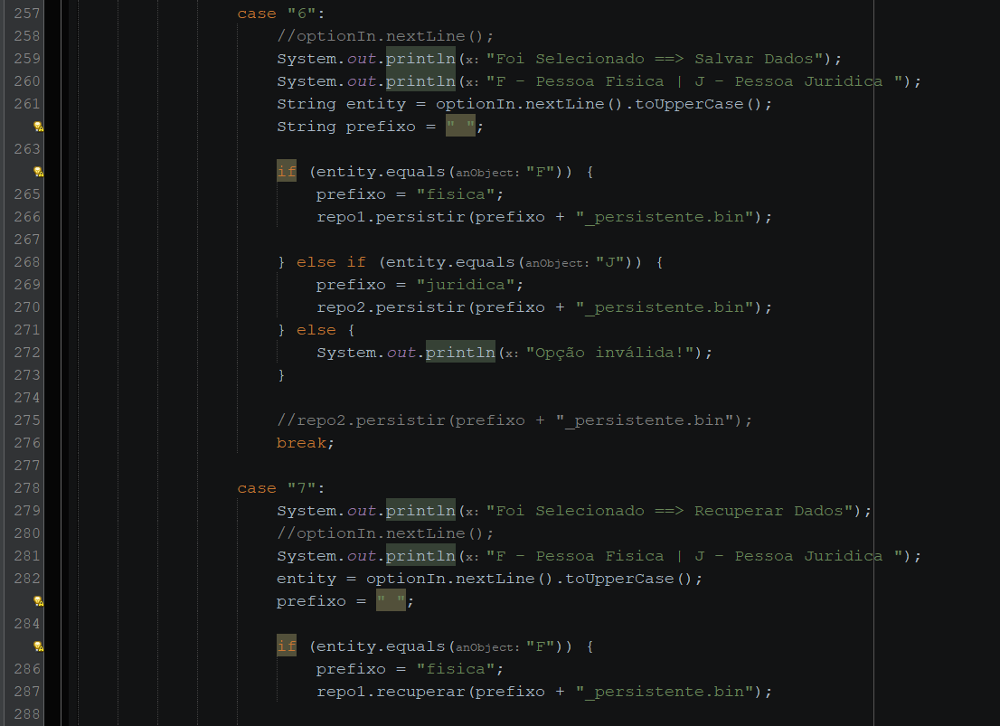 257 case "6":
258 //optionIn.nextLine();
259 System.out.println(x: "Foi Selecionado ==> Salvar Dados");
260 System.out.println(x: "F - Pessoa Fisica | J - Pessoa Juridica ");
261 String entity = optionIn.nextLine().toUpperCase();
String prefixo = " ";
263
if (entity.equals(anObject: "F")) {
265 prefixo = "fisica";
266 repo1.persistir(prefixo + "_persistente.bin");
267
268 } else if (entity.equals(anObject: "J")) {
269 prefixo = "juridica";
270 repo2.persistir(prefixo + "_persistente.bin");
271 } else {
272 System.out.println(x: "Opção inválida!");
273 }
274
275 //repo2.persistir(prefixo + "_persistente.bin");
276 break;
277
278 case "7":
279 System.out.println(x: "Foi Selecionado ==> Recuperar Dados");
280 //optionIn.nextLine();
281 System.out.println(x: "F - Pessoa Fisica | J - Pessoa Juridica ");
282 entity = optionIn.nextLine().toUpperCase();
prefixo = " ";
284
if (entity.equals(anObject: "F")) {
286 prefixo = "fisica";
287 repo1.recuperar(prefixo + "_persistente.bin");
288